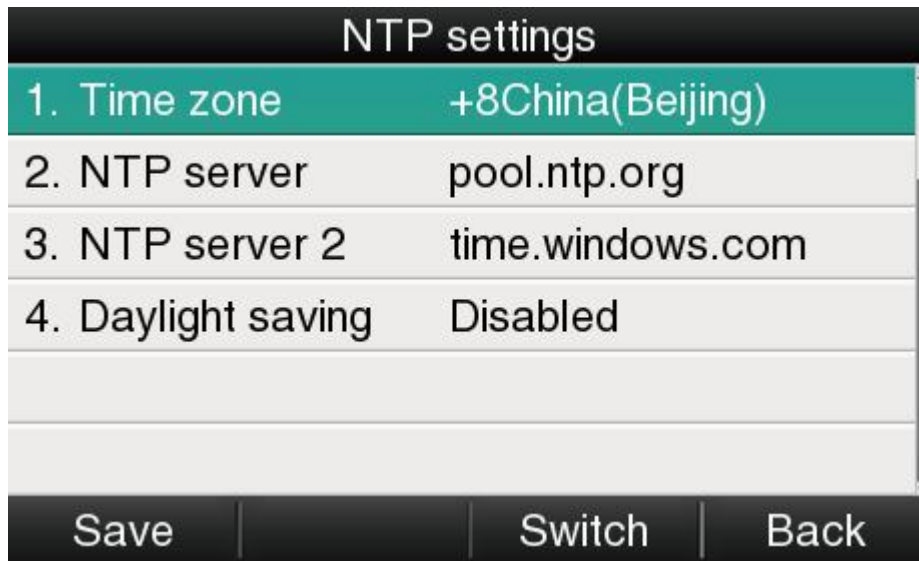 NTP settings
1. Time zone +8China(Beijing)
2. NTP server pool.ntp.org
3. NTP server 2 time.windows.com
4. Daylight saving Disabled
Save Switch Back